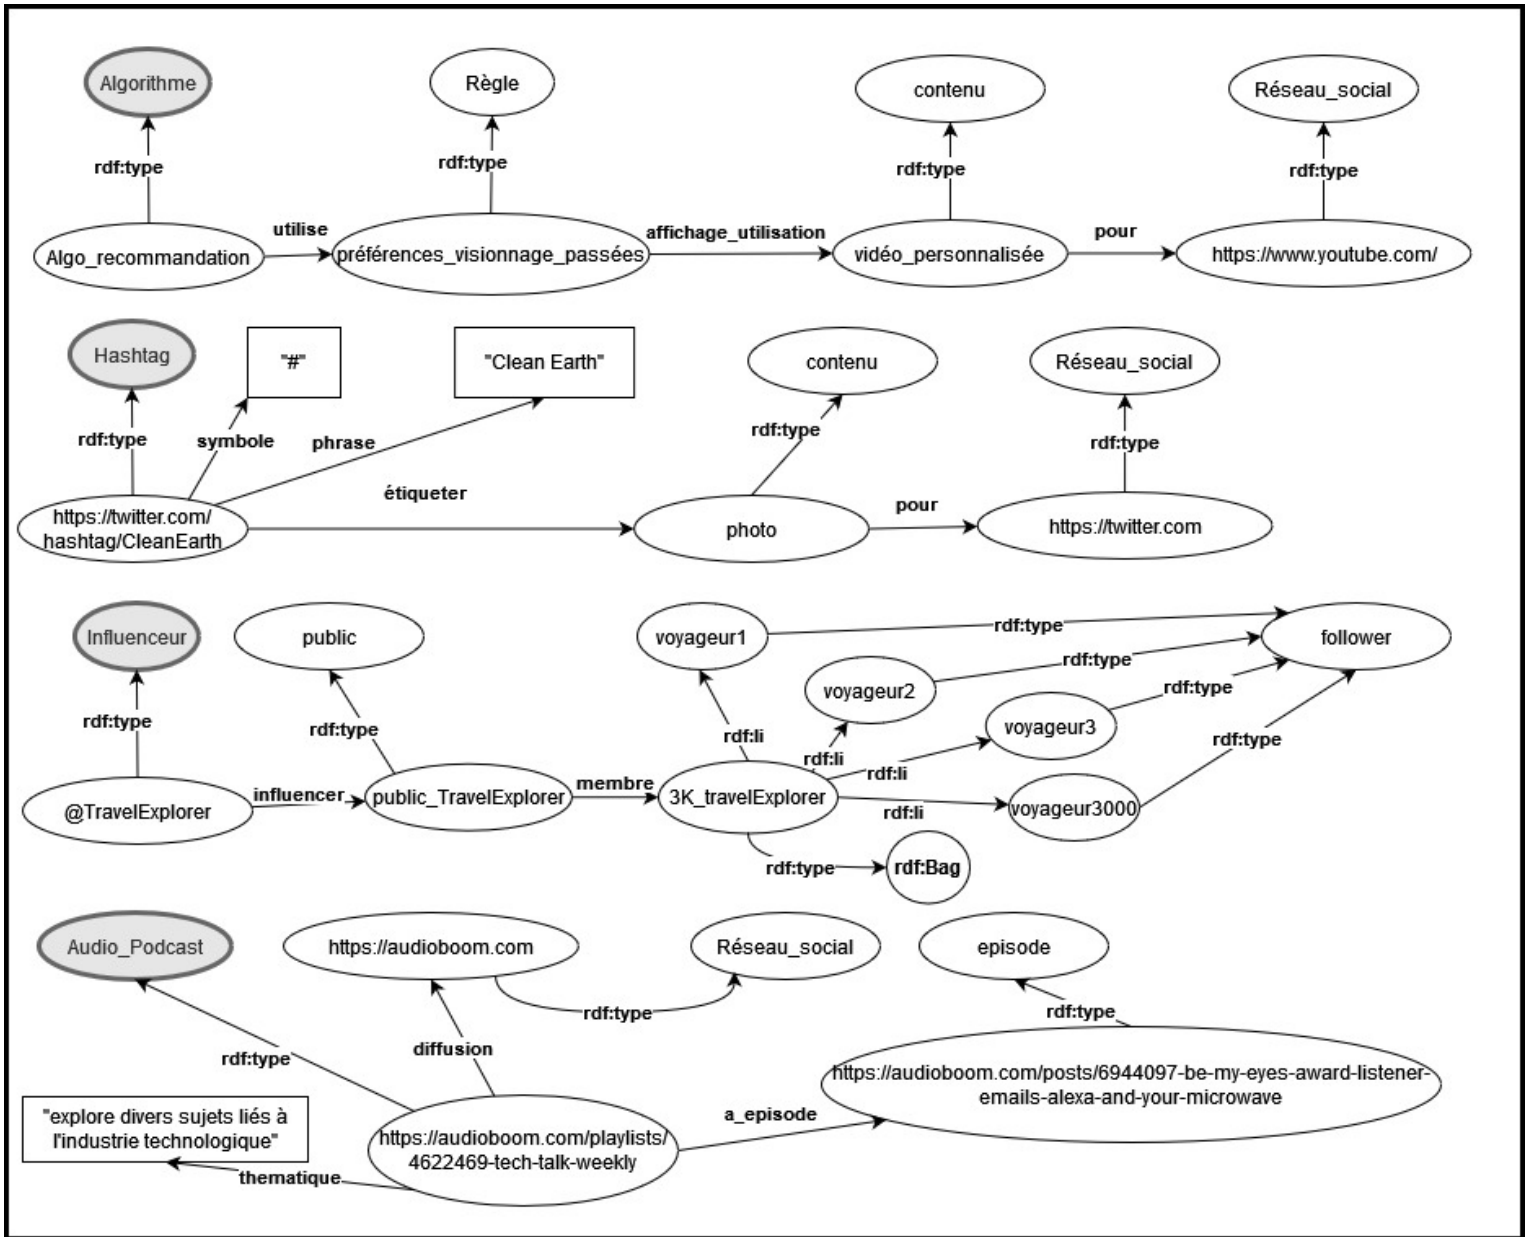 Algorithme
Règle
contenu
Réseau_social
rdf:type
rdf:type
rdf:type
rdf:type
utilise
affichage_utilisation
pour
Algo_recommandation
préférences_visionnage_passées
vidéo_personnalisée
https://www.youtube.com/
Hashtag
"#"
"Clean Earth"
contenu
Réseau_social
rdf:type
symbole
phrase
rdf:type
rdf:type
étiqueter
pour
https://twitter.com/
hashtag/CleanEarth
photo
https://twitter.com
Influenceur
public
voyageur1
rdf:type
follower
rdf:type
voyageur2
rdf:type
rdf:type
rdf:type
voyageur3
rdf:li
rdf:li
rdf:li
rdf:type
@TravelExplorer
influencer
public_TravelExplorer
membre
3K_travelExplorer
rdf:li
voyageur3000
rdf:type
rdf:Bag
Audio_Podcast
https://audioboom.com
Réseau_social
episode
rdf:type
rdf:type
rdf:type
diffusion
"explore divers sujets liés à
l'industrie technologique"
thematique
https://audioboom.com/playlists/
4622469-tech-talk-weekly
a_episode
https://audioboom.com/posts/6944097-be-my-eyes-award-listener-
emails-alexa-and-your-microwave